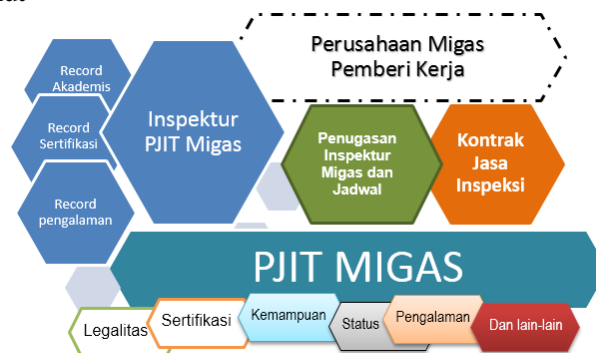 Perusahaan Migas
Pemberi Kerja
Record
Akademis
Inspektur
PJIT Migas
Record
Sertifikasi
Penugasan
Inspektur
Migas dan
Jadwal
Kontrak
Jasa
Inspeksi
Record
pengalaman
PJIT MIGAS
Legalitas
Sertifikasi
Kemampuan
Status
Pengalaman
Dan lain-lain